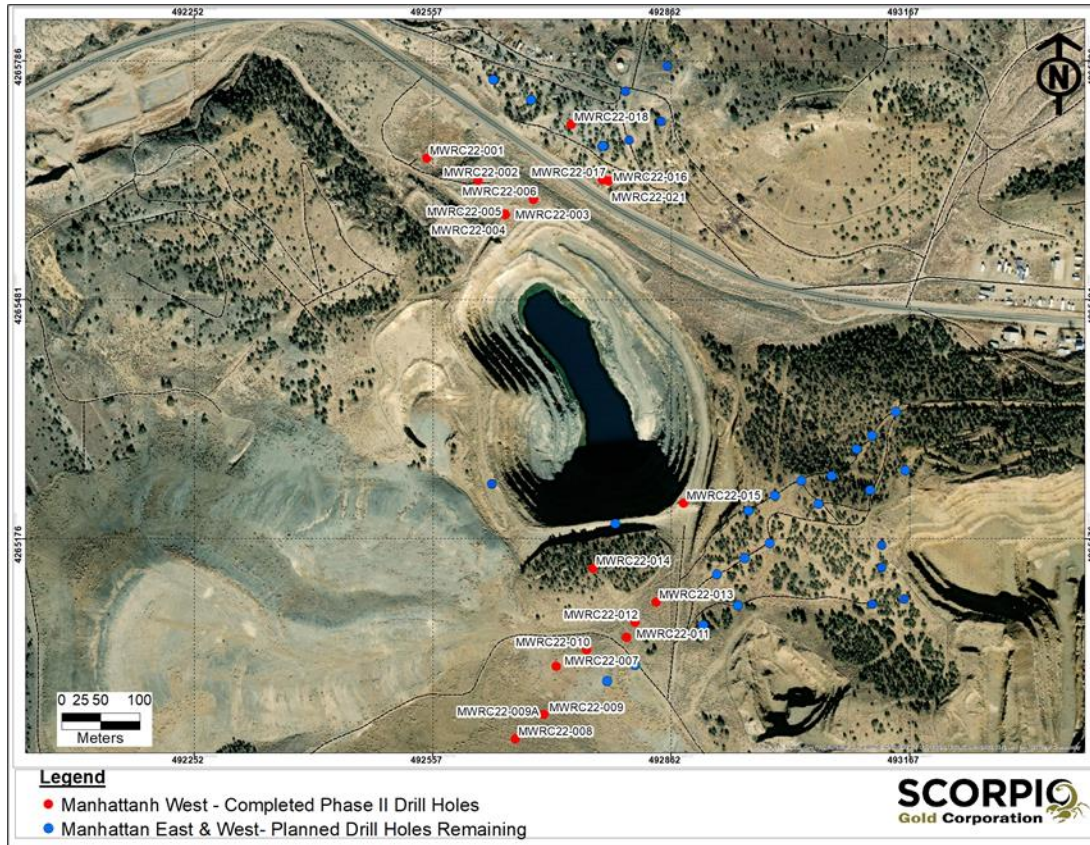 492252 492557 492862 493167
4265786
4265786
N
MWRC22-018
MWRC22-001
MWRC22-002
MWRC22-017
MWRC22-016
MWRC22-006
MWRC22-021
MWRC22-005
MWRC22-003
MWRC22-004
4265481
MWRC22-015
4265176
MWRC22-014
MWRC22-013
MWRC22-012
MWRC22-011
MWRC22-010
MWRC22-007
MWRC22-009A
MWRC22-009
MWRC22-008
0 25 50 100
Meters
492252 492557 492862 493167
Legend
Manhattanh West - Completed Phase II Drill Holes
Manhattan East & West- Planned Drill Holes Remaining
SCORPIO
Gold Corporation